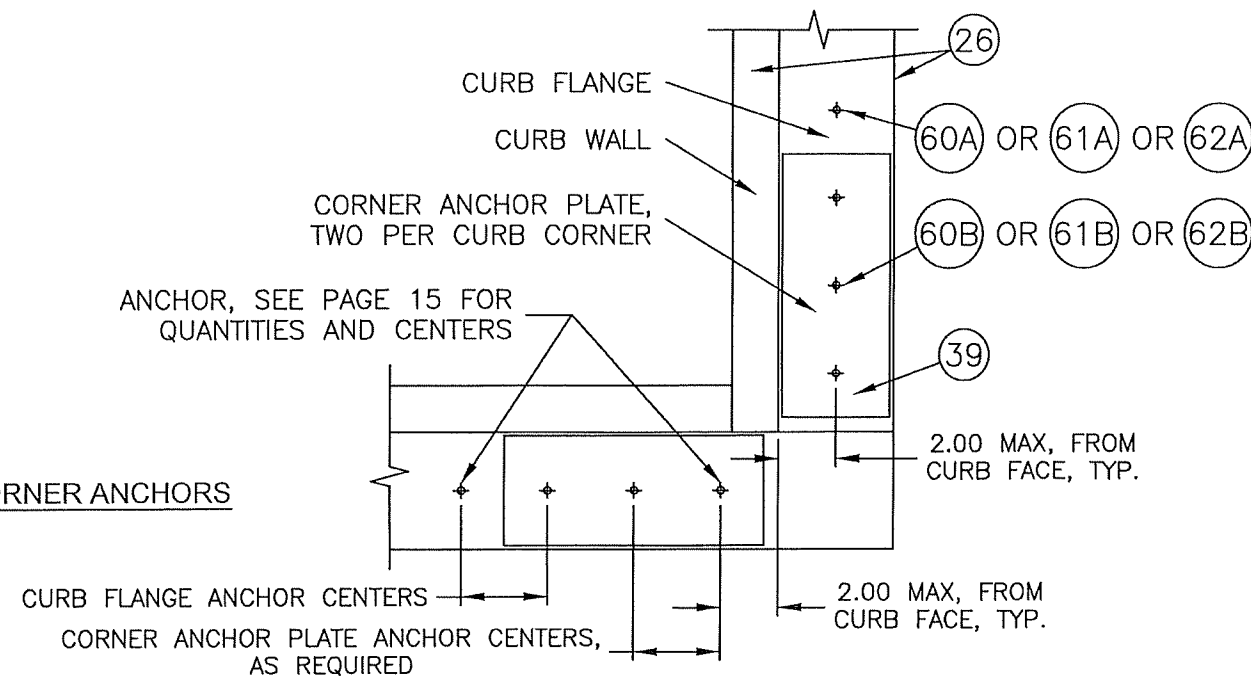 26
CURB FLANGE
60A OR 61A OR 62A
CURB WALL
CORNER ANCHOR PLATE,
TWO PER CURB CORNER
60B OR 61B OR 62B
ANCHOR, SEE PAGE 15 FOR
QUANTITIES AND CENTERS
39
2.00 MAX, FROM
CURB FACE, TYP.
ORNER ANCHORS
CURB FLANGE ANCHOR CENTERS
2.00 MAX, FROM
CURB FACE, TYP.
CORNER ANCHOR PLATE ANCHOR CENTERS,
AS REQUIRED